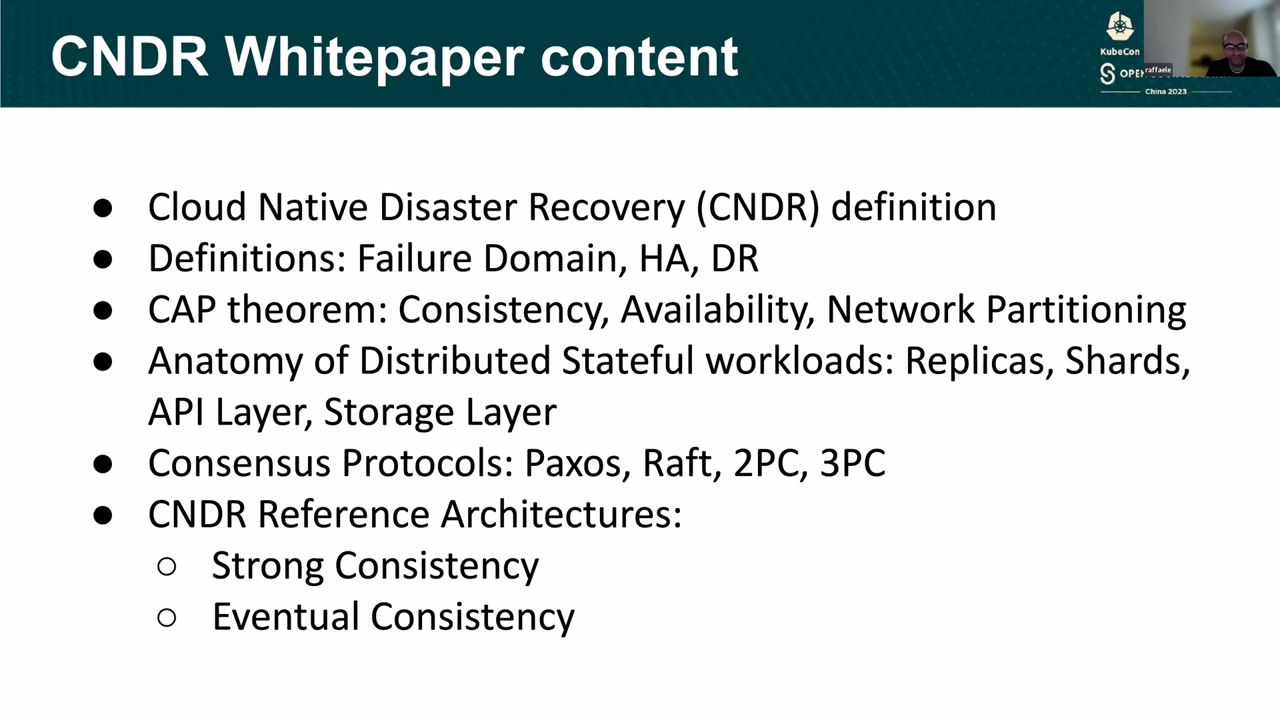 CNDR Whitepaper content
KubeCon
OPEN
raffaele
China 2023
● Cloud Native Disaster Recovery (CNDR) definition
● Definitions: Failure Domain, HA, DR
● CAP theorem: Consistency, Availability, Network Partitioning
● Anatomy of Distributed Stateful workloads: Replicas, Shards,
API Layer, Storage Layer
● Consensus Protocols: Paxos, Raft, 2PC, 3PC
● CNDR Reference Architectures:
○ Strong Consistency
○ Eventual Consistency